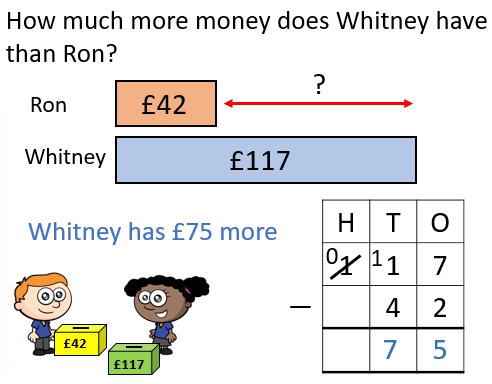 How much more money does Whitney have
than Ron?
?
Ron £42
Whitney £117
Whitney has £75 more
H T O
0 1 1 1 7
− 4 2
7 5
£42
£117